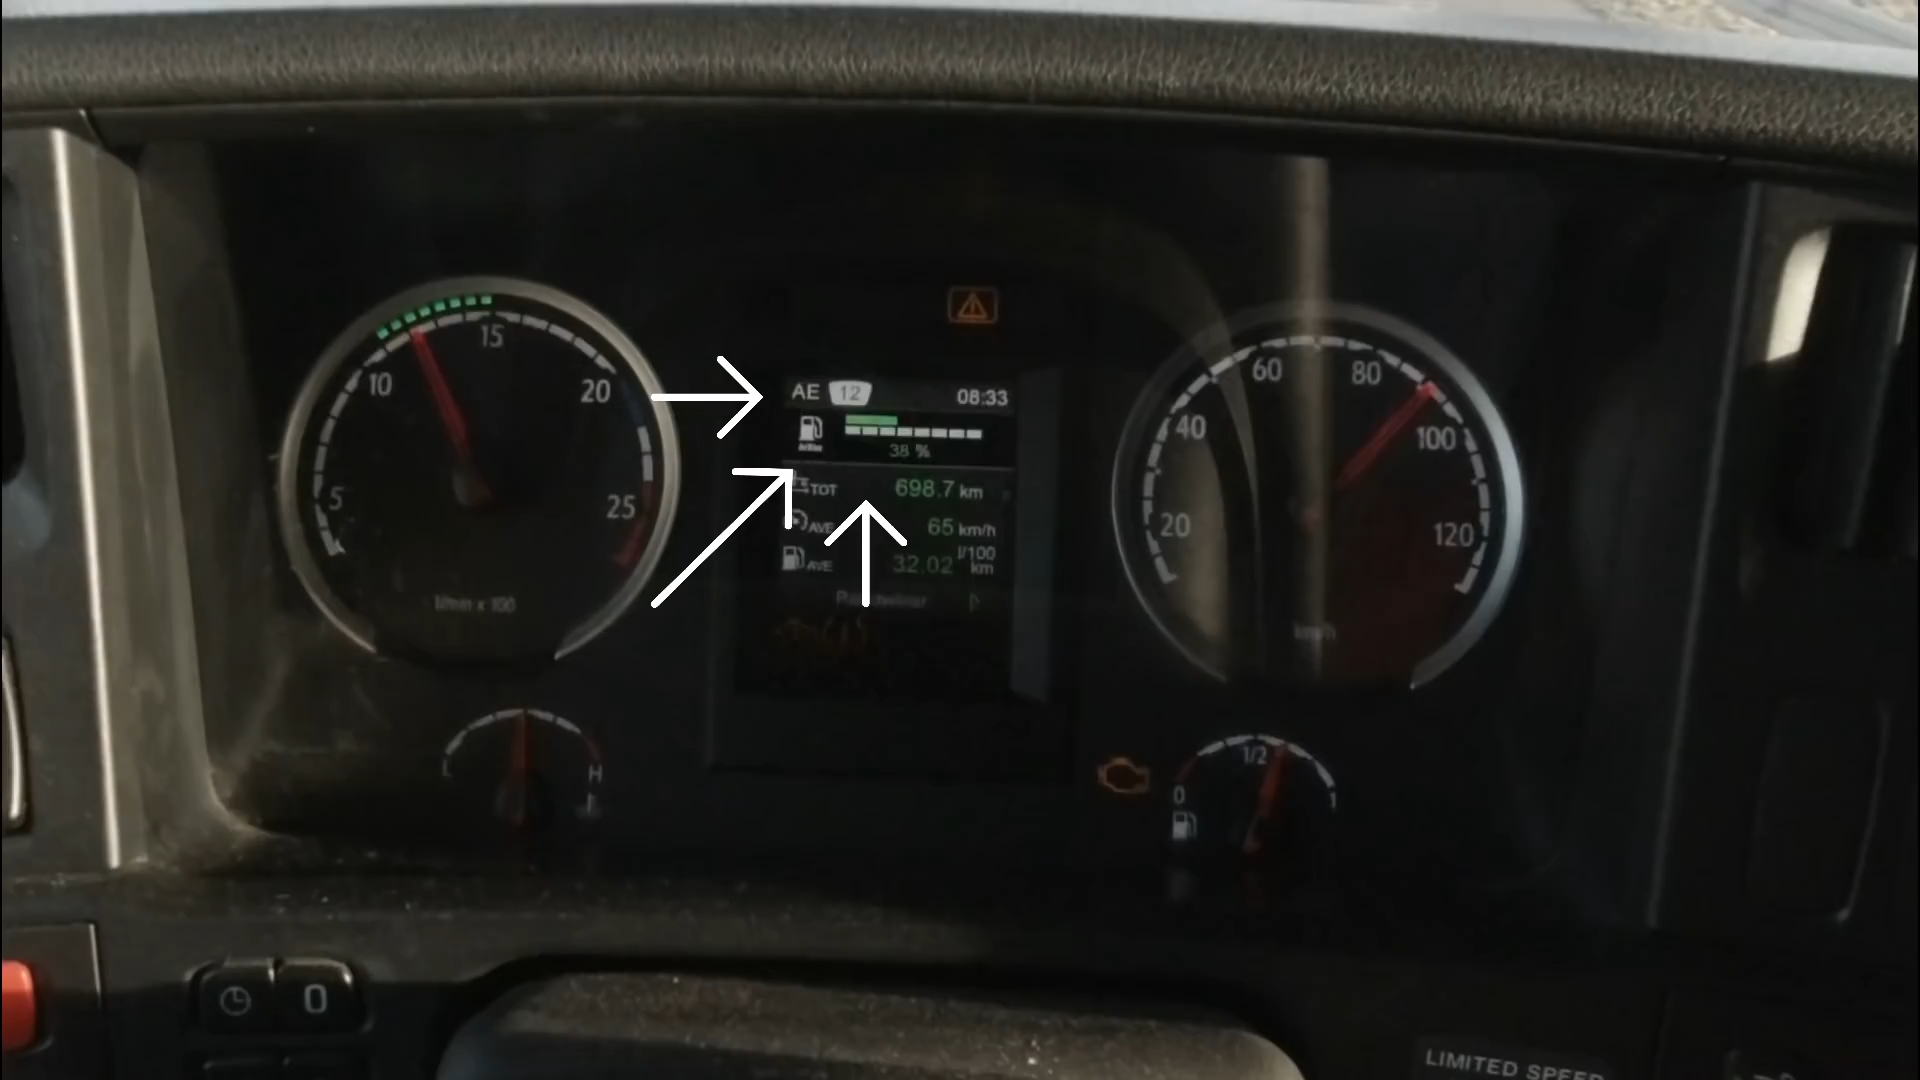 AE 12 08:33
AdBlue
38 %
TOT 698.7 km
AVE 65 km/h
AVE 32.02 l/100 km
5 10 15 20 25
1/min x 100
20 40 60 80 100 120
km/h
H
0 1/2 1
0
LIMITED SPEED